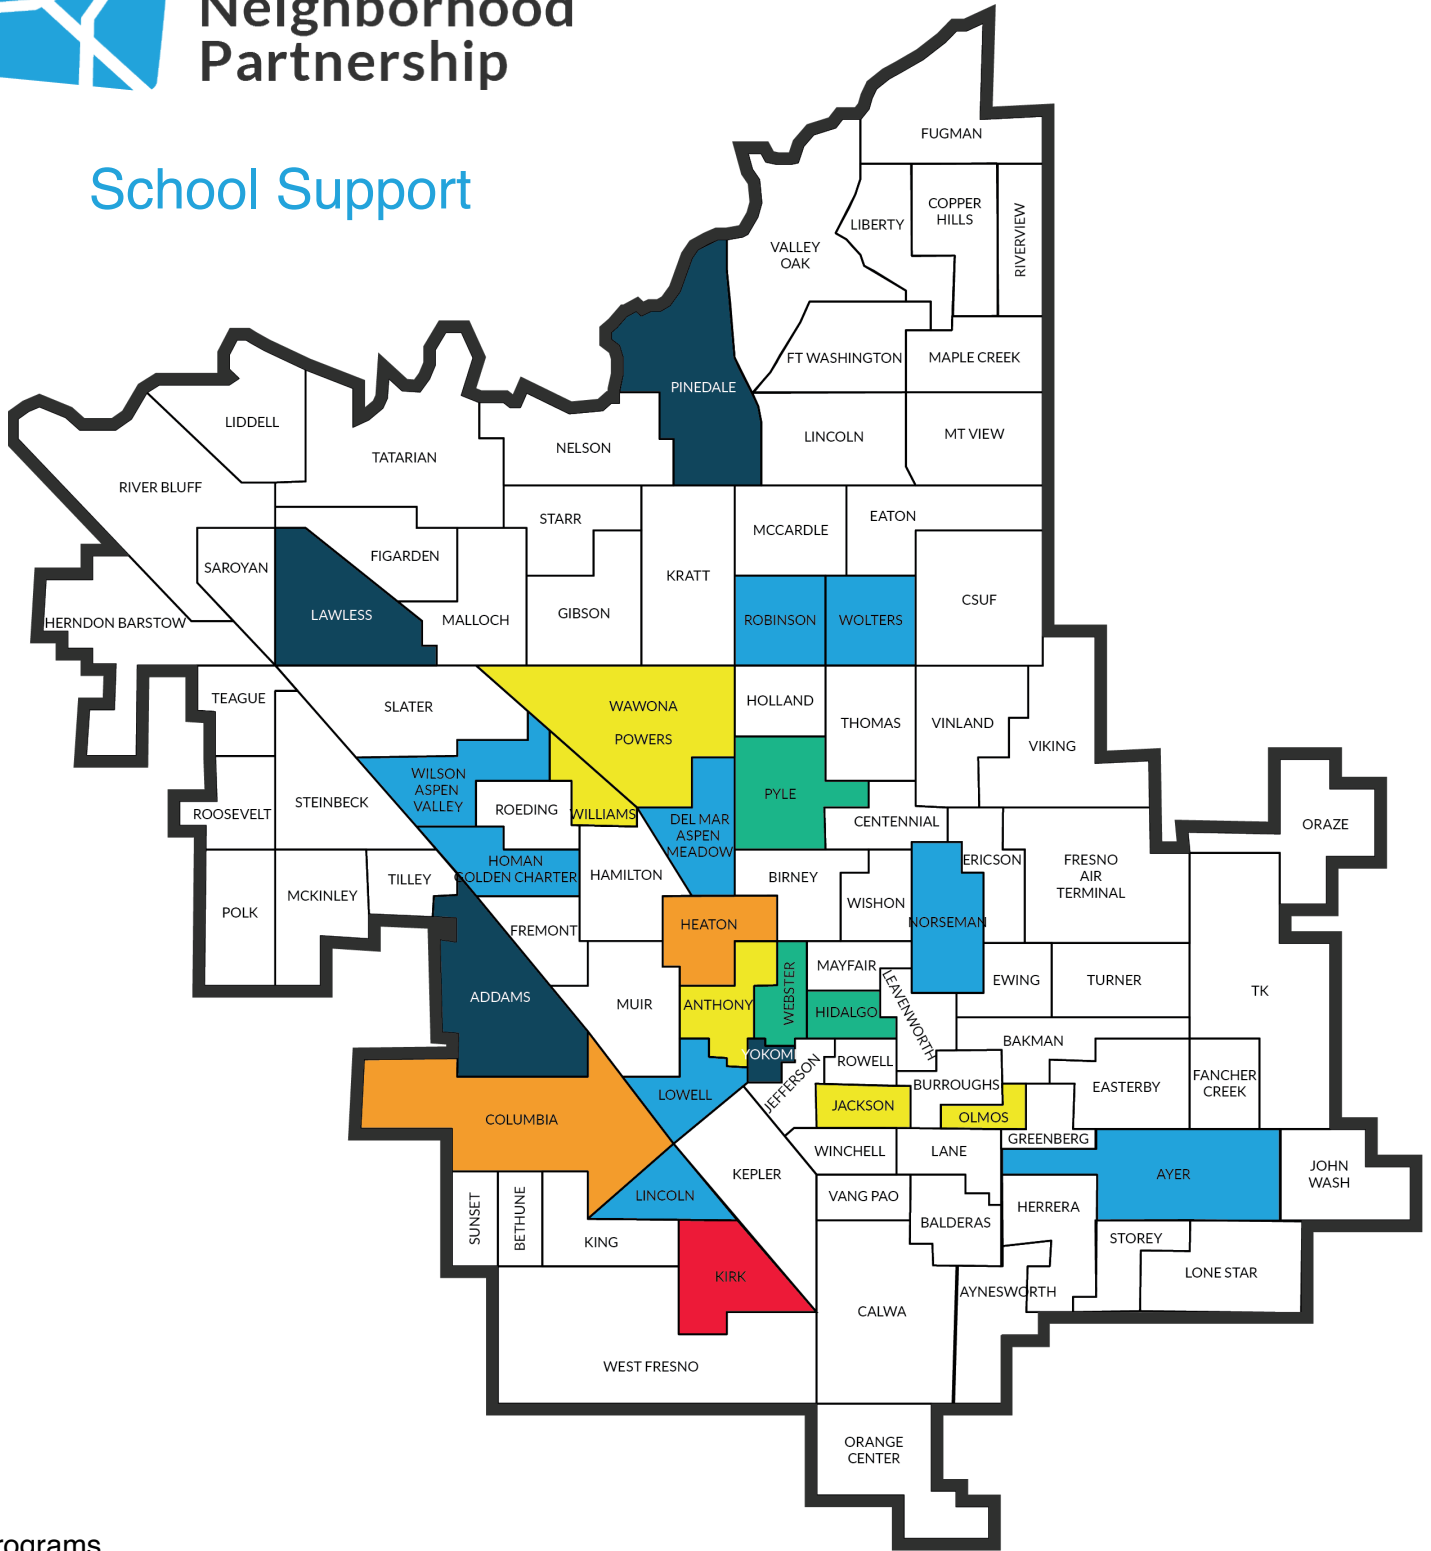 Neighborhood
Partnership
School Support
FUGMAN
LIBERTY
COPPER
HILLS
RIVERVIEW
VALLEY
OAK
FT WASHINGTON
MAPLE CREEK
PINEDALE
LIDDELL
TATARIAN
NELSON
LINCOLN
MT VIEW
RIVER BLUFF
STARR
MCCARDLE
EATON
SAROYAN
FIGARDEN
KRATT
LAWLESS
MALLOCH
GIBSON
ROBINSON
WOLTERS
CSUF
HERNDON BARSTOW
TEAGUE
SLATER
WAWONA
POWERS
HOLLAND
THOMAS
VINLAND
VIKING
WILSON
ASPEN
VALLEY
STEINBECK
ROOSEVELT
ROEDING
WILLIAMS
DEL MAR
ASPEN
MEADOW
PYLE
CENTENNIAL
ORAZE
HOMAN
GOLDEN CHARTER
HAMILTON
BIRNEY
ERICSON
FRESNO
AIR
TERMINAL
POLK
MCKINLEY
TILLEY
FREMONT
HEATON
WISHON
NORSEMAN
ADDAMS
MUIR
ANTHONY
WEBSTER
MAYFAIR
HIDALGO
LEAVENWORTH
EWING
TURNER
TK
YOKOMI
JEFFERSON
ROWELL
BAKMAN
BURROUGHS
EASTERBY
FANCHER
CREEK
COLUMBIA
LOWELL
JACKSON
OLMOS
GREENBERG
WINCHELL
LANE
AYER
JOHN
WASH
KEPLER
LINCOLN
VANG PAO
BALDERAS
HERRERA
SUNSET
BETHUNE
KING
STOREY
LONE STAR
KIRK
AYNESWORTH
CALWA
WEST FRESNO
ORANGE
CENTER